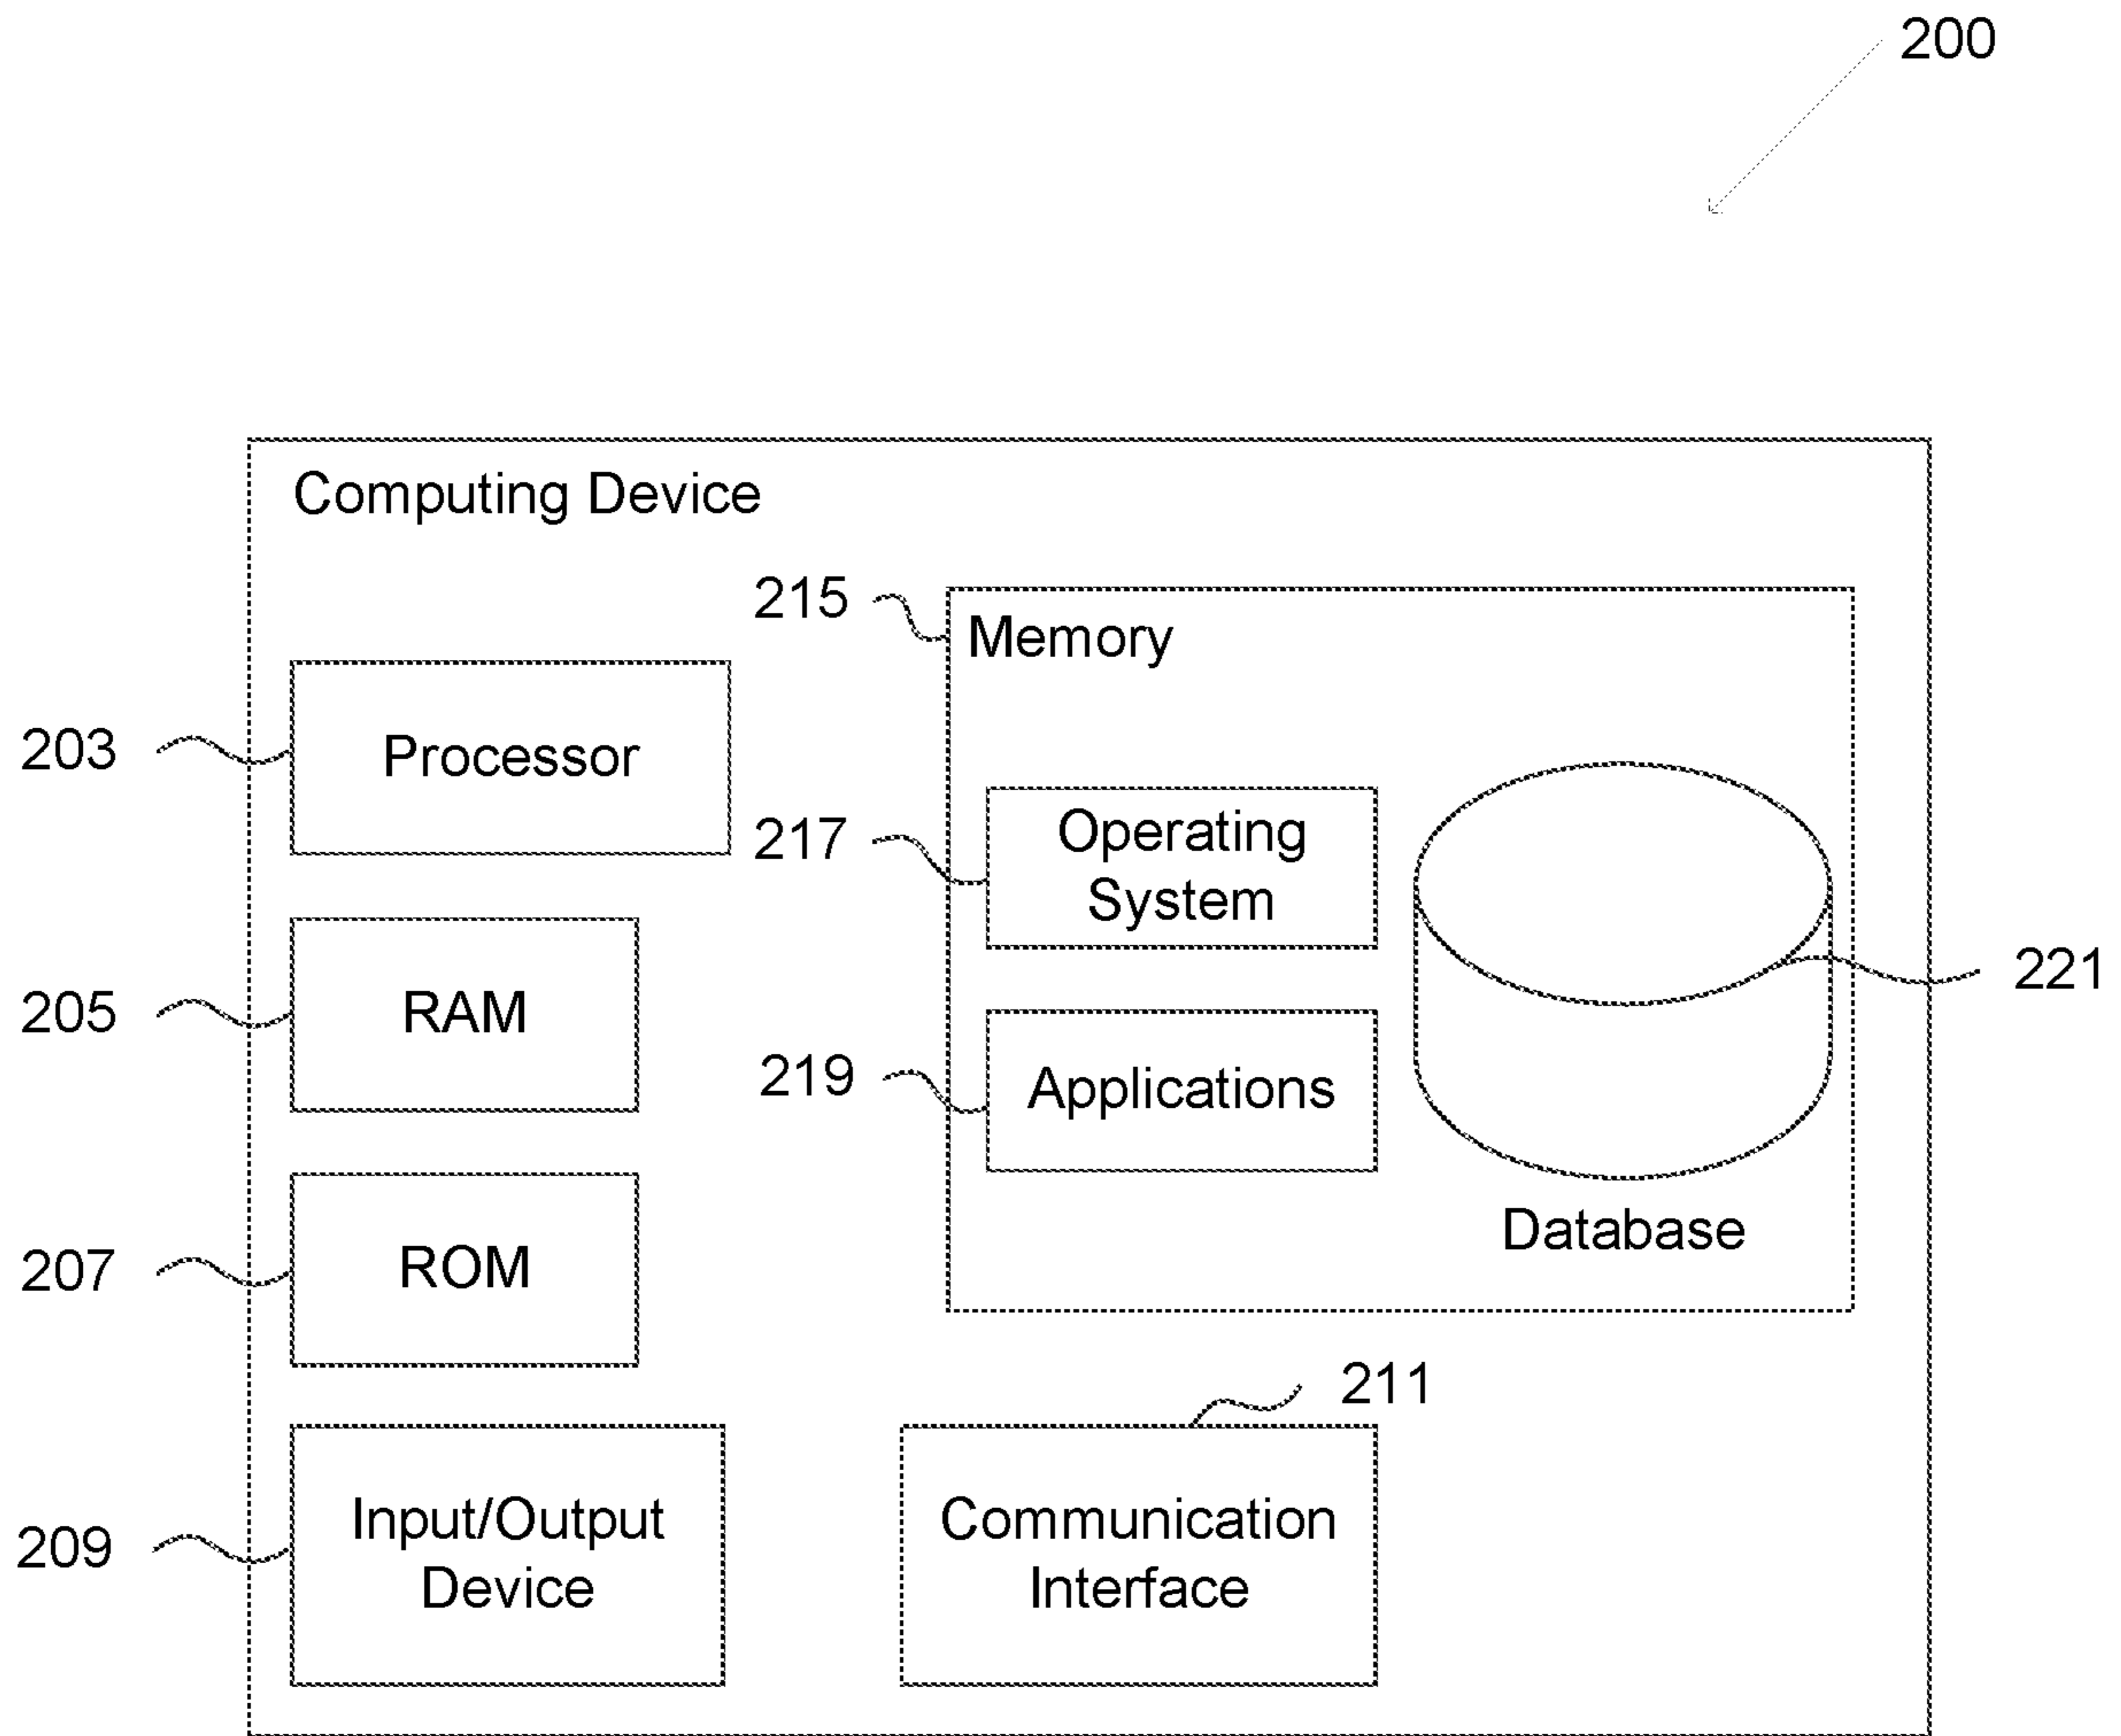 200
Computing Device
215
Memory
203
Processor
217
Operating
System
221
205
RAM
219
Applications
207
ROM
Database
211
209
Input/Output
Device
Communication
Interface